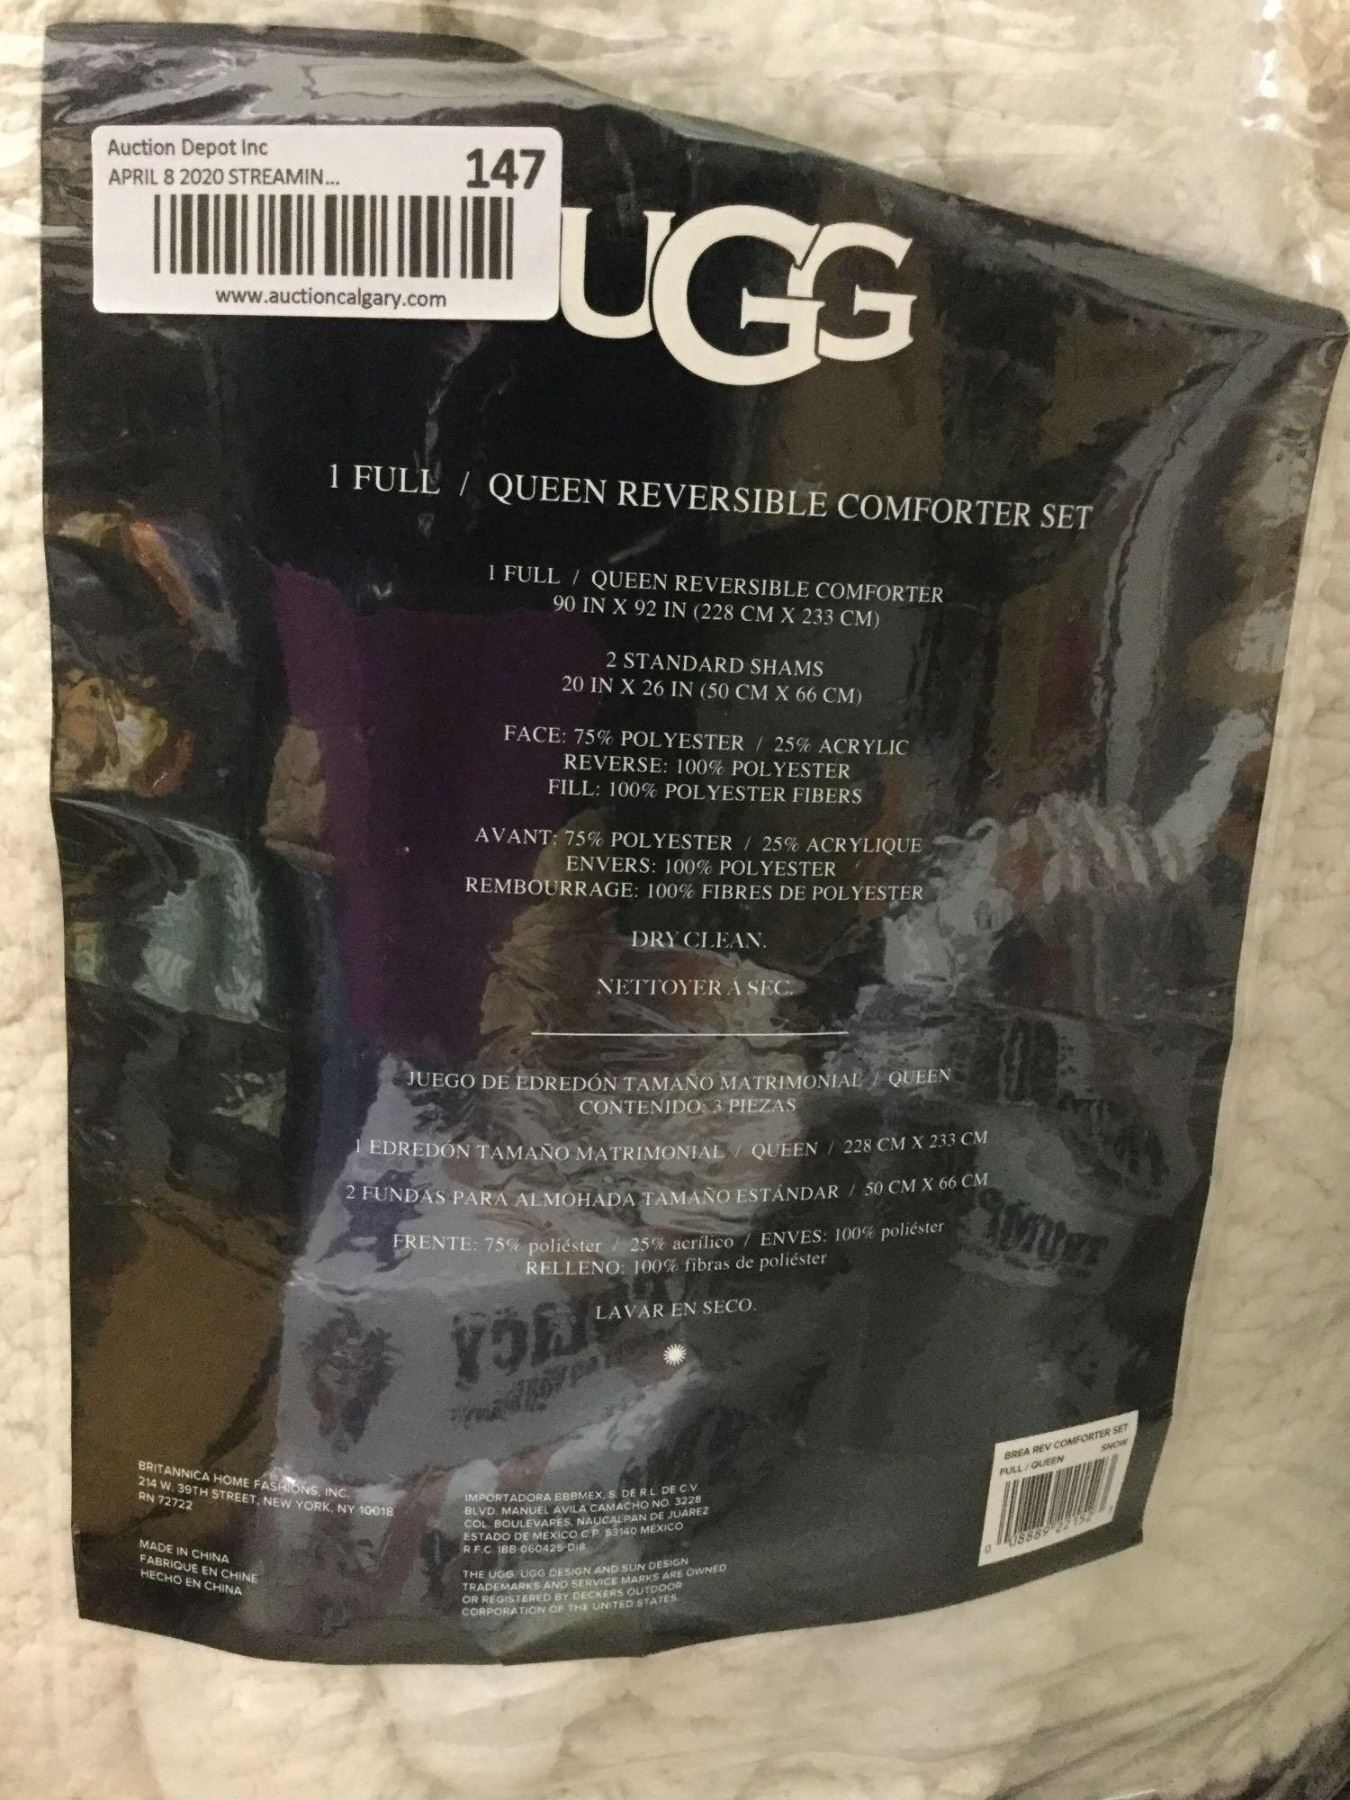 Auction Depot Inc
APRIL 8 2020 STREAMIN...
147
www.auctioncalgary.com
UGG
1 FULL / QUEEN REVERSIBLE COMFORTER SET
1 FULL / QUEEN REVERSIBLE COMFORTER
90 IN X 92 IN (228 CM X 233 CM)
2 STANDARD SHAMS
20 IN X 26 IN (50 CM X 66 CM)
FACE: 75% POLYESTER / 25% ACRYLIC
REVERSE: 100% POLYESTER
FILL: 100% POLYESTER FIBERS
AVANT: 75% POLYESTER / 25% ACRYLIQUE
ENVERS: 100% POLYESTER
REMBOURRAGE: 100% FIBRES DE POLYESTER
DRY CLEAN.
NETTOYER À SEC.
JUEGO DE EDREDÓN TAMAÑO MATRIMONIAL / QUEEN
CONTENIDO: 3 PIEZAS
1 EDREDÓN TAMAÑO MATRIMONIAL / QUEEN / 228 CM X 233 CM
2 FUNDAS PARA ALMOHADA TAMAÑO ESTÁNDAR / 50 CM X 66 CM
FRENTE: 75% poliéster / 25% acrílico / ENVES: 100% poliéster
RELLENO: 100% fibras de poliéster
LAVAR EN SECO.
BRITANNICA HOME FASHIONS, INC.
214 W. 39TH STREET, NEW YORK, NY 10018
RN 72722
MADE IN CHINA
FABRIQUE EN CHINE
HECHO EN CHINA
IMPORTADORA BBBMEX, S. DE R.L. DE C.V.
BLVD. MANUEL AVILA CAMACHO NO. 3228
COL. BOULEVARES, NAUCALPAN DE JUAREZ
ESTADO DE MEXICO C.P. 53140 MEXICO
R.F.C. IBB-060425-DI8
THE UGG, UGG DESIGN AND SUN DESIGN
TRADEMARKS AND SERVICE MARKS ARE OWNED
OR REGISTERED BY DECKERS OUTDOOR
CORPORATION OF THE UNITED STATES.
BREA REV COMFORTER SET
FULL / QUEEN SNOW